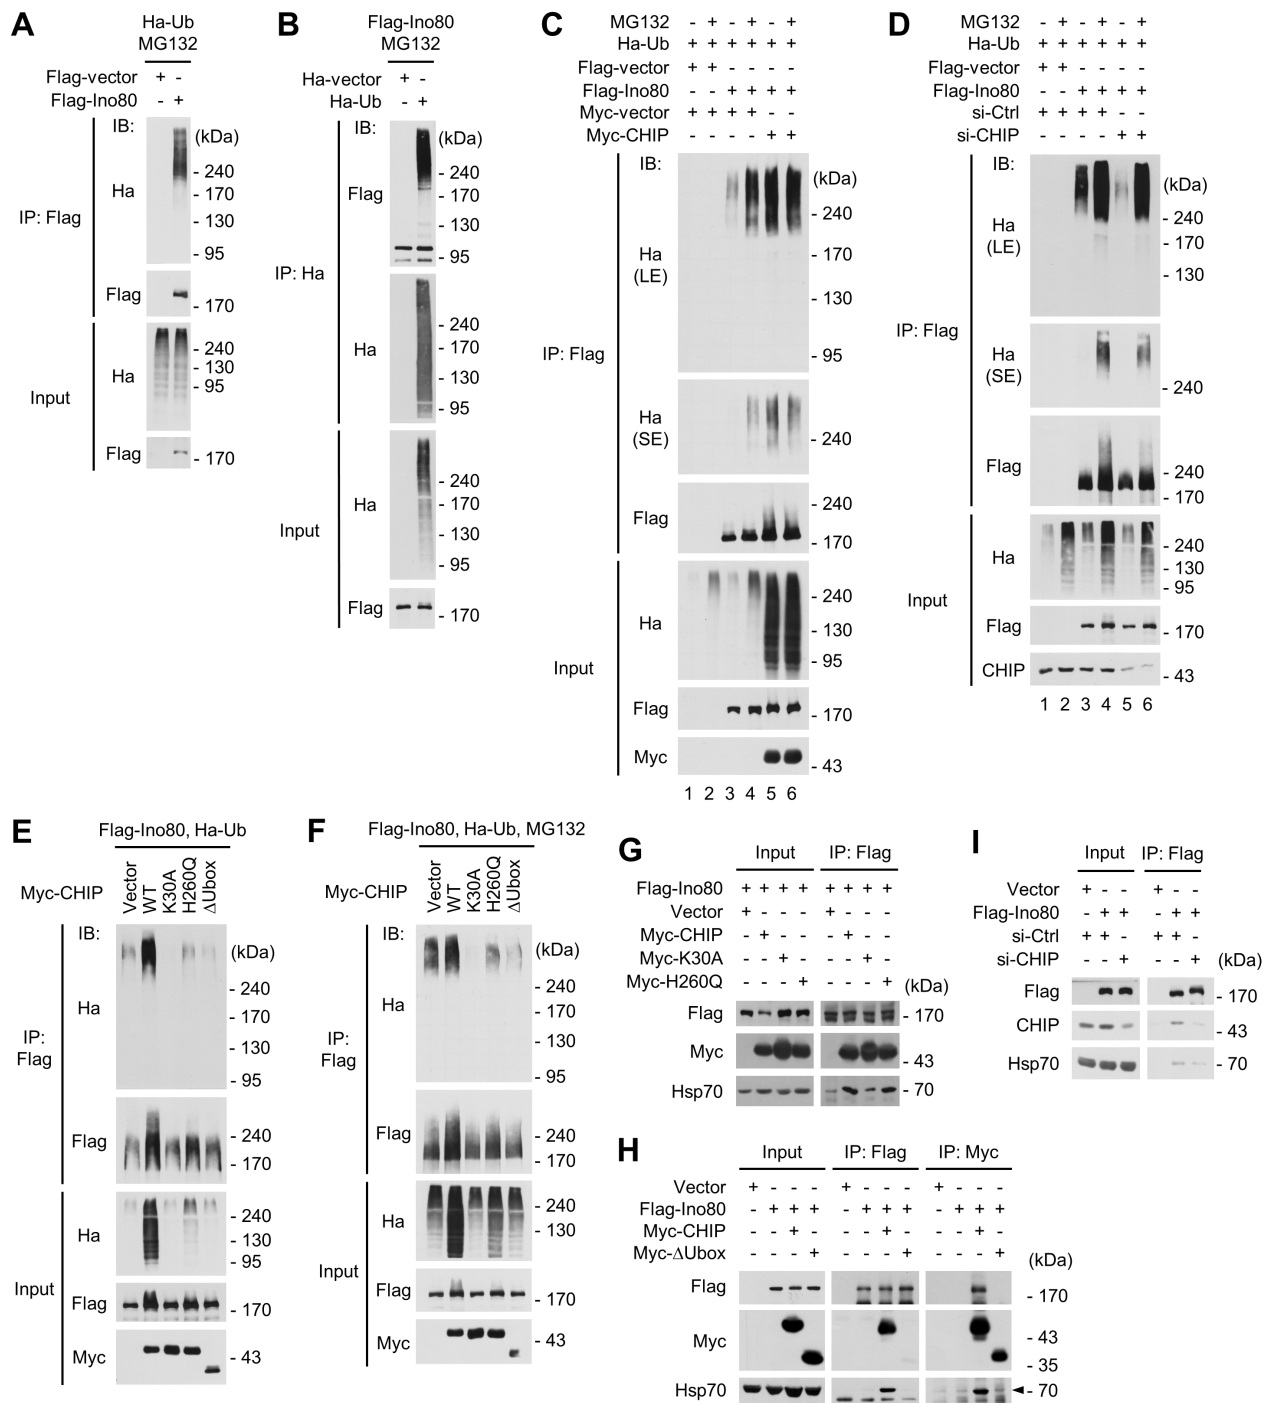 A
Ha-Ub
MG132
Flag-vector + -
Flag-Ino80 - +
IB:
(kDa)
IP: Flag
Ha
- 240
- 170
- 130
- 95
Flag
- 170
Input
Ha
- 240
- 130
- 95
Flag
- 170
B
Flag-Ino80
MG132
Ha-vector + -
Ha-Ub - +
IB:
(kDa)
IP: Ha
Flag
- 240
- 170
- 130
- 95
Ha
- 240
- 170
- 130
- 95
Input
Ha
- 240
- 170
- 130
- 95
Flag
- 170
C
MG132 - + - + - +
Ha-Ub + + + + + +
Flag-vector + + - - - -
Flag-Ino80 - - + + + +
Myc-vector + + + + - -
Myc-CHIP - - - - + +
IB:
(kDa)
IP: Flag
Ha
(LE)
- 240
- 170
- 130
- 95
Ha
(SE)
- 240
Flag
- 240
- 170
Input
Ha
- 240
- 130
- 95
Flag
- 170
Myc
- 43
1 2 3 4 5 6
D
MG132 - + - + - +
Ha-Ub + + + + + +
Flag-vector + + - - - -
Flag-Ino80 - - + + + +
si-Ctrl + + + + - -
si-CHIP - - - - + +
IB:
(kDa)
IP: Flag
Ha
(LE)
- 240
- 170
- 130
Ha
(SE)
- 240
Flag
- 240
- 170
Input
Ha
- 240
- 130
- 95
Flag
- 170
CHIP
- 43
1 2 3 4 5 6
E
Flag-Ino80, Ha-Ub
Myc-CHIP
Vector
WT
K30A
H260Q
ΔUbox
IB:
(kDa)
IP:
Flag
Ha
- 240
- 170
- 130
- 95
Flag
- 240
- 170
Input
Ha
- 240
- 130
- 95
Flag
- 170
Myc
- 43
F
Flag-Ino80, Ha-Ub, MG132
Myc-CHIP
Vector
WT
K30A
H260Q
ΔUbox
IB:
(kDa)
IP:
Flag
Ha
- 240
- 170
- 130
- 95
Flag
- 240
- 170
Input
Ha
- 240
- 130
Flag
- 170
Myc
- 43
G
Input IP: Flag
Flag-Ino80 + + + + + + + +
Vector + - - - + - - -
Myc-CHIP - + - - - + - -
Myc-K30A - - + - - - + -
Myc-H260Q - - - + - - - +
(kDa)
Flag - 170
Myc - 43
Hsp70 - 70
H
Input IP: Flag IP: Myc
Vector + - - - + - - - + - - -
Flag-Ino80 - + + + - + + + - + + +
Myc-CHIP - - + - - - + - - - + -
Myc-ΔUbox - - - + - - - + - - - +
(kDa)
Flag - 170
Myc - 43
- 35
Hsp70 - 70
I
Input IP: Flag
Vector + - - + - -
Flag-Ino80 - + + - + +
si-Ctrl + + - + + -
si-CHIP - - + - - +
(kDa)
Flag - 170
CHIP - 43
Hsp70 - 70